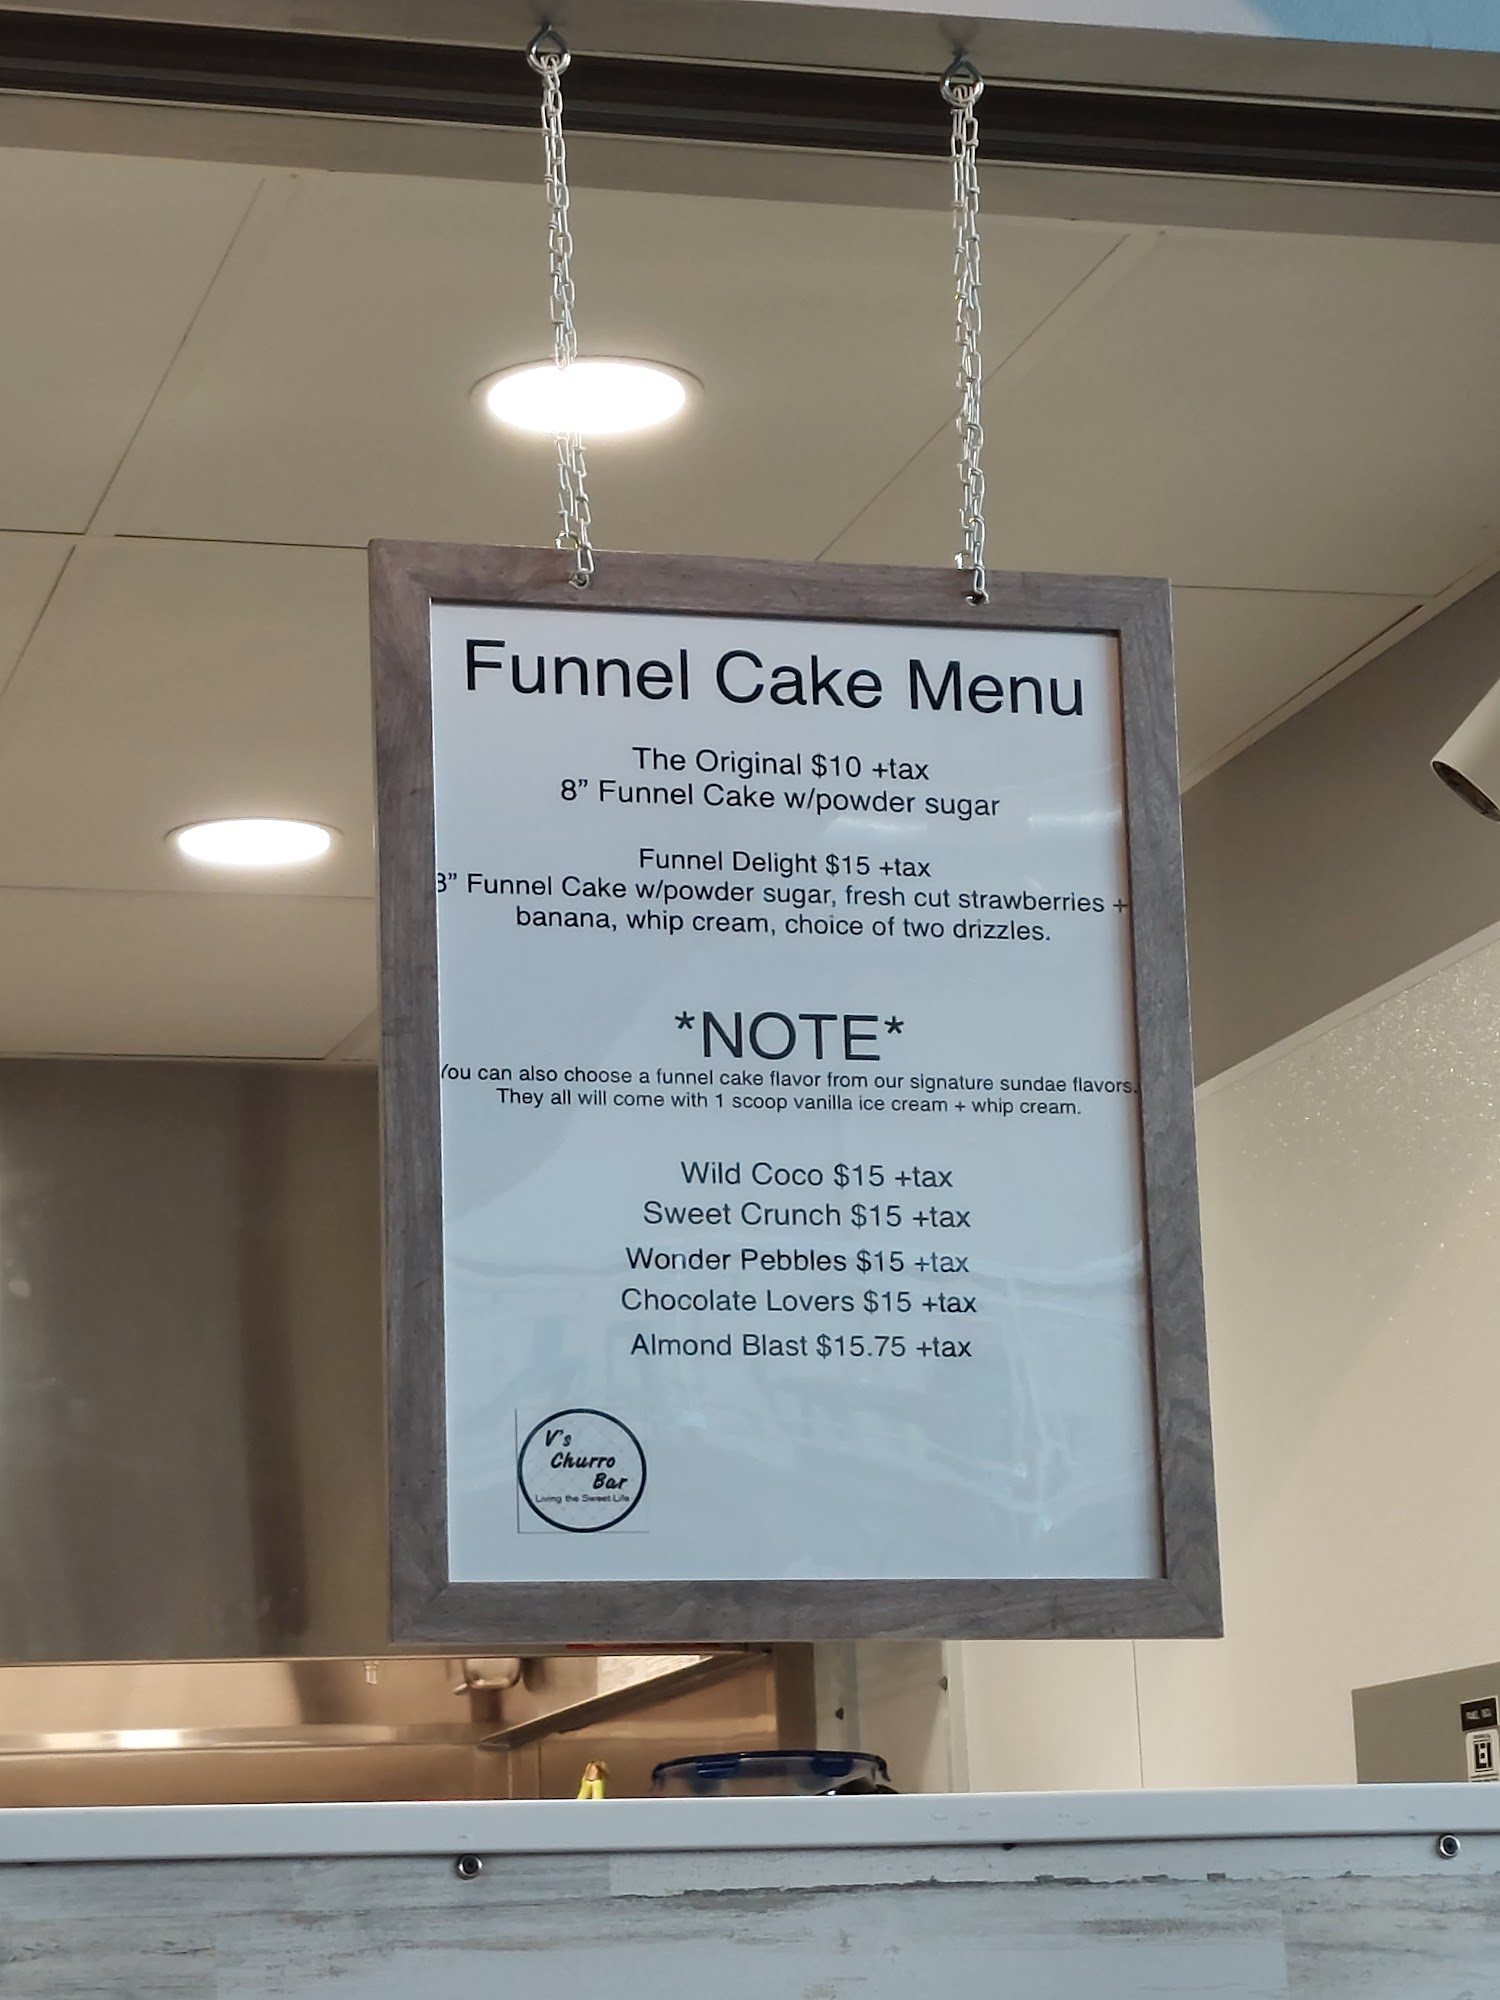 Funnel Cake Menu
The Original $10 +tax
8” Funnel Cake w/powder sugar
Funnel Delight $15 +tax
8” Funnel Cake w/powder sugar, fresh cut strawberries +
banana, whip cream, choice of two drizzles.
*NOTE*
You can also choose a funnel cake flavor from our signature sundae flavors.
They all will come with 1 scoop vanilla ice cream + whip cream.
Wild Coco $15 +tax
Sweet Crunch $15 +tax
Wonder Pebbles $15 +tax
Chocolate Lovers $15 +tax
Almond Blast $15.75 +tax
V's
Churro
Bar
Living the Sweet Life